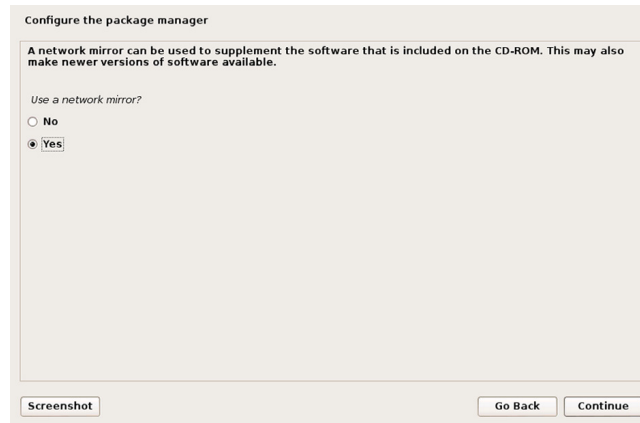 Configure the package manager
A network mirror can be used to supplement the software that is included on the CD-ROM. This may also
make newer versions of software available.
Use a network mirror?
No
Yes
Screenshot
Go Back
Continue